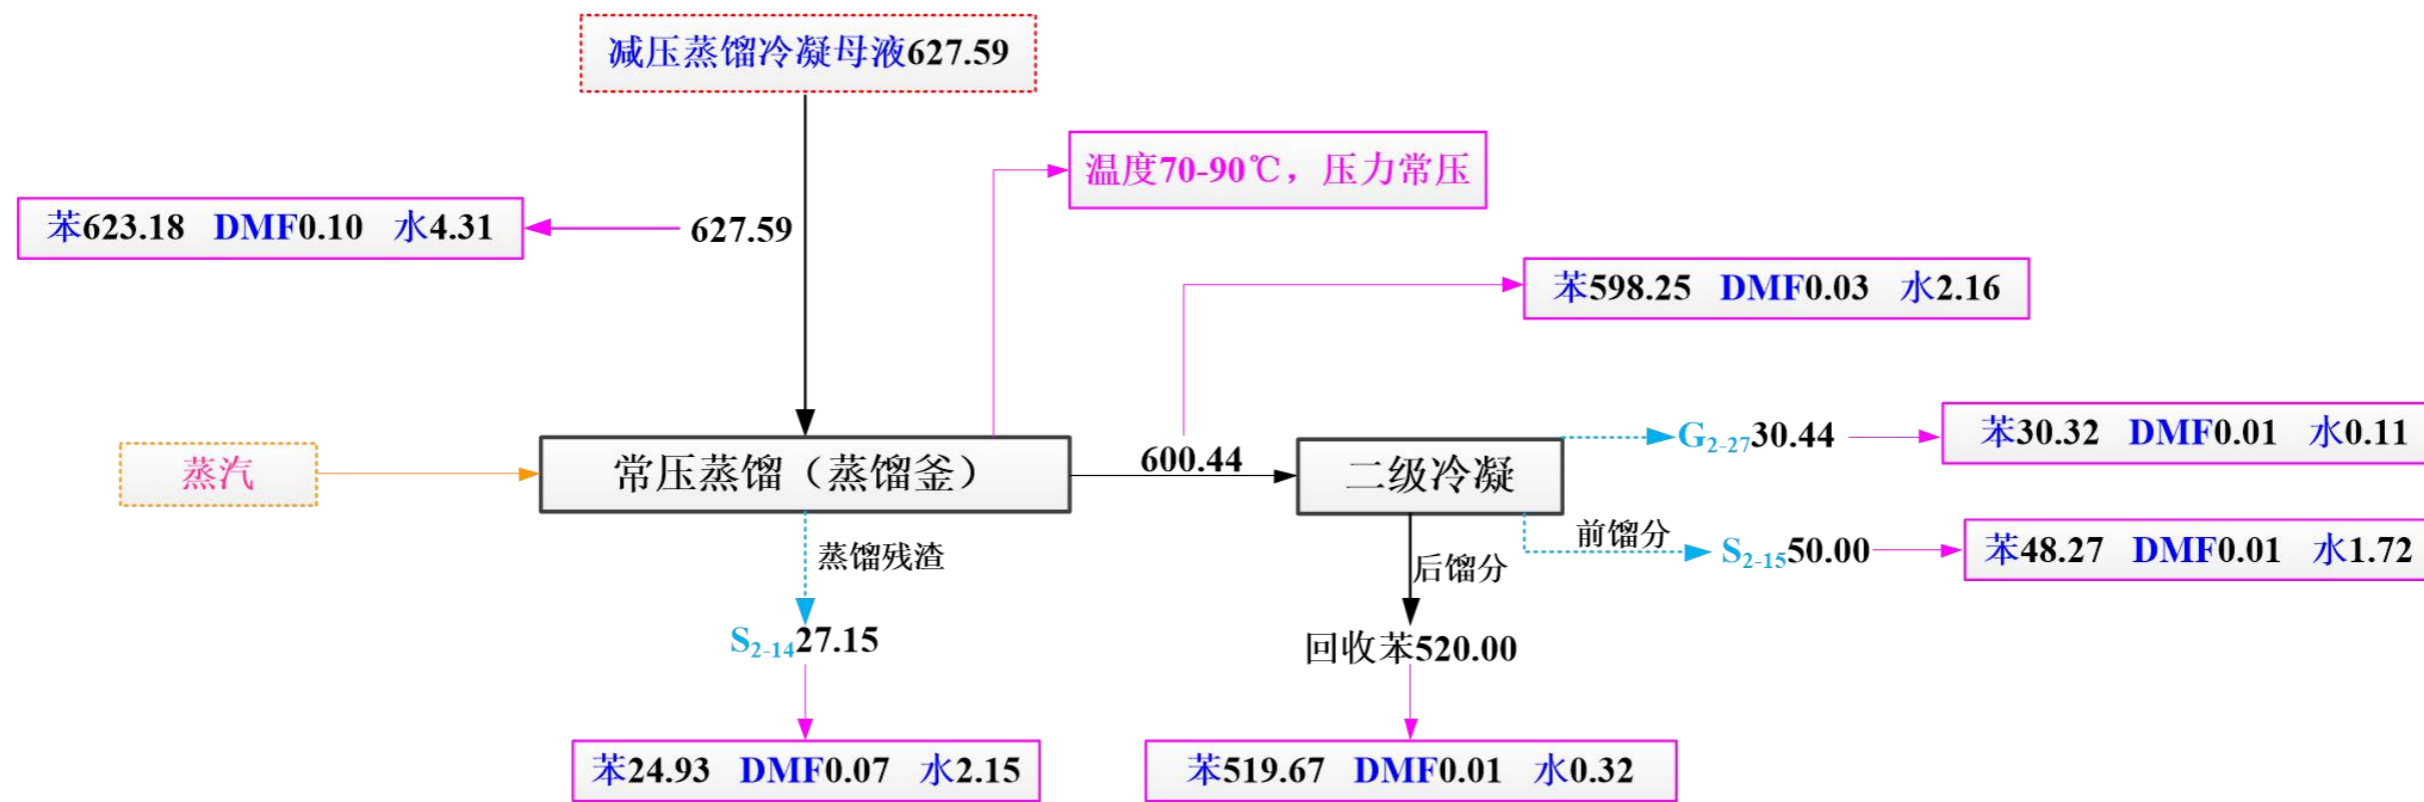 减压蒸馏冷凝母液627.59
温度70-90℃，压力常压
苯623.18 DMF0.10 水4.31
627.59
苯598.25 DMF0.03 水2.16
蒸汽
常压蒸馏（蒸馏釜）
600.44
二级冷凝
G2-2730.44
苯30.32 DMF0.01 水0.11
前馏分
S2-1550.00
苯48.27 DMF0.01 水1.72
蒸馏残渣
后馏分
S2-1427.15
回收苯520.00
苯24.93 DMF0.07 水2.15
苯519.67 DMF0.01 水0.32